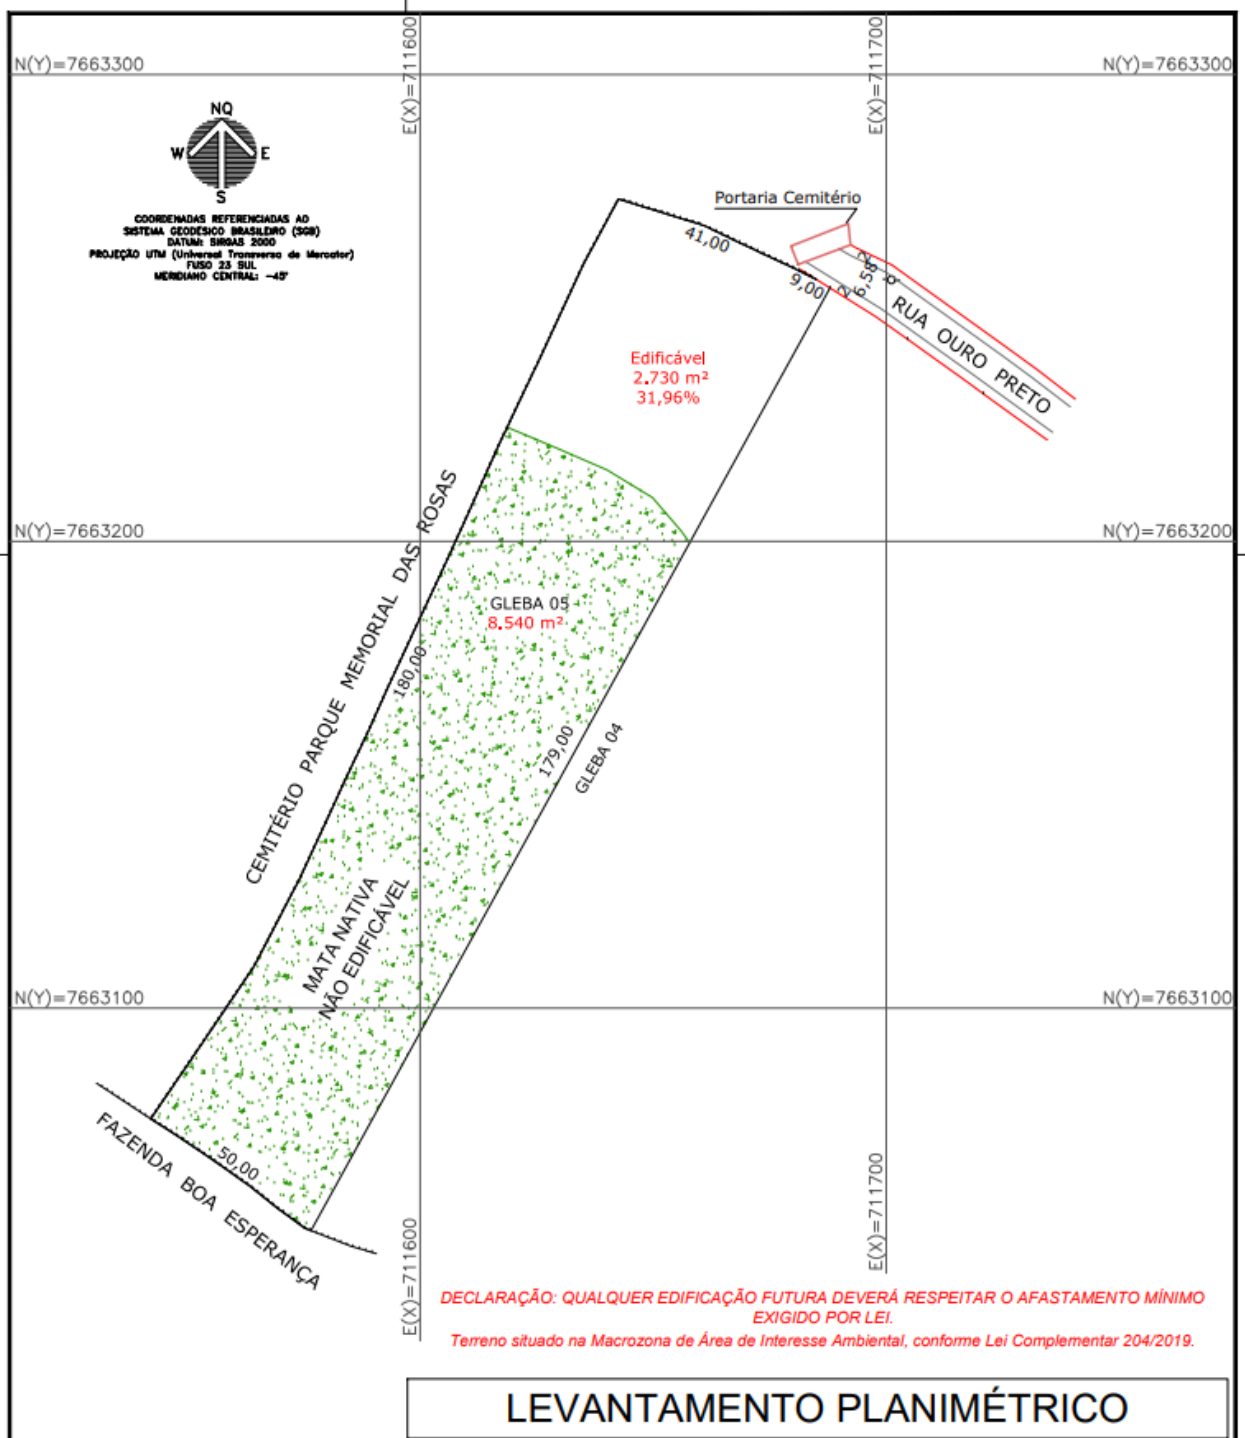 E(X)=711600
E(X)=711700
N(Y)=7663300
N(Y)=7663300
NQ
W
E
S
COORDENADAS REFERENCIADAS AO
SISTEMA GEODÉSICO BRASILEIRO (SGB)
DATUM: SIRGAS 2000
PROJEÇÃO UTM (Universal Transverso de Mercator)
FUSO 23 SUL
MERIDIANO CENTRAL: -45°
Portaria Cemitério
41,00
9,00
2
6,58
2
RUA OURO PRETO
Edificável
2.730 m²
31,96%
N(Y)=7663200
N(Y)=7663200
CEMITÉRIO PARQUE MEMORIAL DAS ROSAS
GLEBA 05
8.540 m²
180,00
179,00
GLEBA 04
MATA NATIVA
NÃO EDIFICÁVEL
N(Y)=7663100
N(Y)=7663100
50,00
FAZENDA BOA ESPERANÇA
E(X)=711600
E(X)=711700
DECLARAÇÃO: QUALQUER EDIFICAÇÃO FUTURA DEVERÁ RESPEITAR O AFASTAMENTO MÍNIMO
EXIGIDO POR LEI.
Terreno situado na Macrozona de Área de Interesse Ambiental, conforme Lei Complementar 204/2019.
LEVANTAMENTO PLANIMÉTRICO